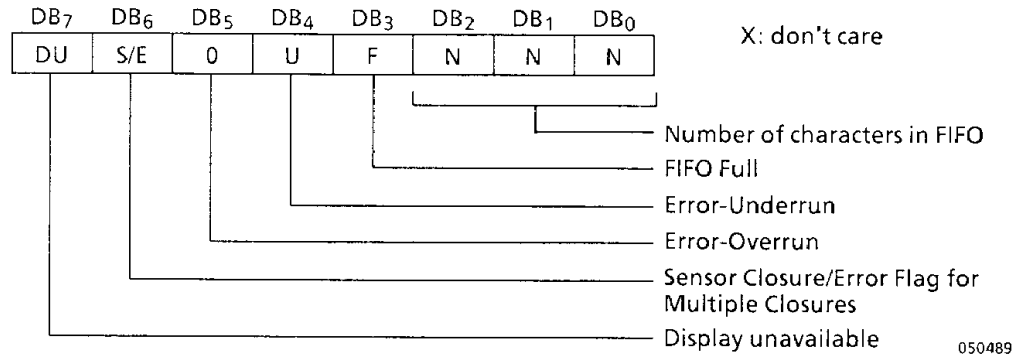 DB7 DB6 DB5 DB4 DB3 DB2 DB1 DB0
X: don't care
DU S/E 0 U F N N N
Number of characters in FIFO
FIFO Full
Error-Underrun
Error-Overrun
Sensor Closure/Error Flag for
Multiple Closures
Display unavailable
050489